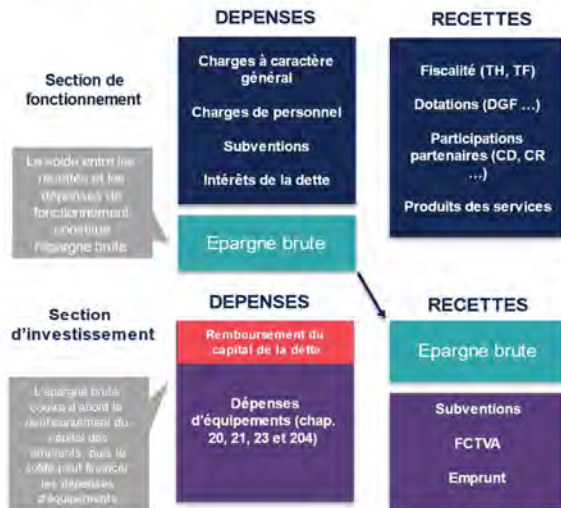 DEPENSES
RECETTES
Section de
fonctionnement
Charges à caractère
général
Charges de personnel
Subventions
Intérêts de la dette
Fiscalité (TH, TF)
Dotations (DGF ...)
Participations
partenaires (CD, CR
...)
Produits des services
Le solde entre les
recettes et les
dépenses de
fonctionnement
constitue
l'épargne brute
Epargne brute
Section
d'investissement
DEPENSES
RECETTES
Remboursement du
capital de la dette
Dépenses
d'équipements (chap.
20, 21, 23 et 204)
Epargne brute
Subventions
FCTVA
Emprunt
L'épargne brute
couvre d'abord le
remboursement du
capital des
emprunts, puis le
solde peut financer
les dépenses
d'équipements